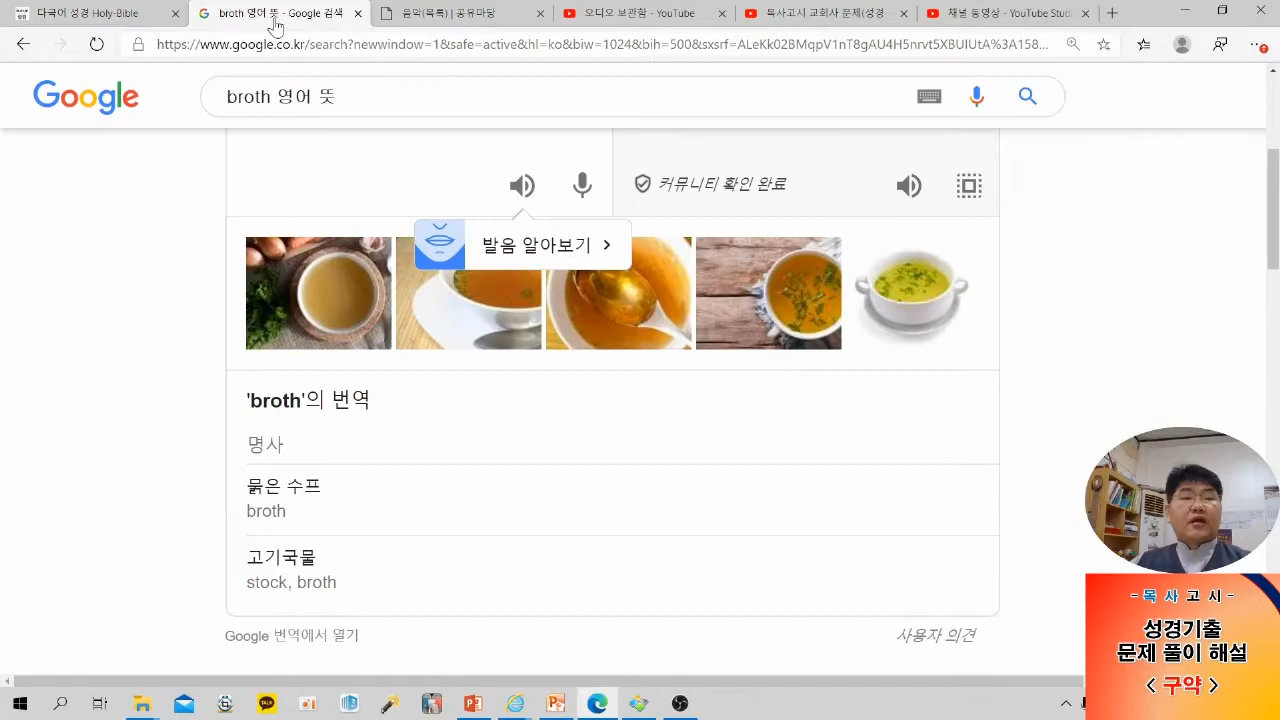 다국어 성경 Holy-Bible
broth 영어 뜻 - Google 검색
음악(목록) | 공유마당
오디오 보관함 - YouTube
목사고시 교회사 문제(성경-
채널 동영상 - YouTube Stud
https://www.google.co.kr/search?newwindow=1&safe=active&hl=ko&biw=1024&bih=500&sxsrf=ALeKk02BMqpV1nT8gAU4H5nrvt5XBUIUtA%3A158...
Google
broth 영어 뜻
커뮤니티 확인 완료
발음 알아보기
'broth'의 번역
명사
묽은 수프
broth
고기국물
stock, broth
Google 번역에서 열기
사용자 의견
- 목 사 고 시 -
성경기출
문제 풀이 해설
< 구약 >
TALK